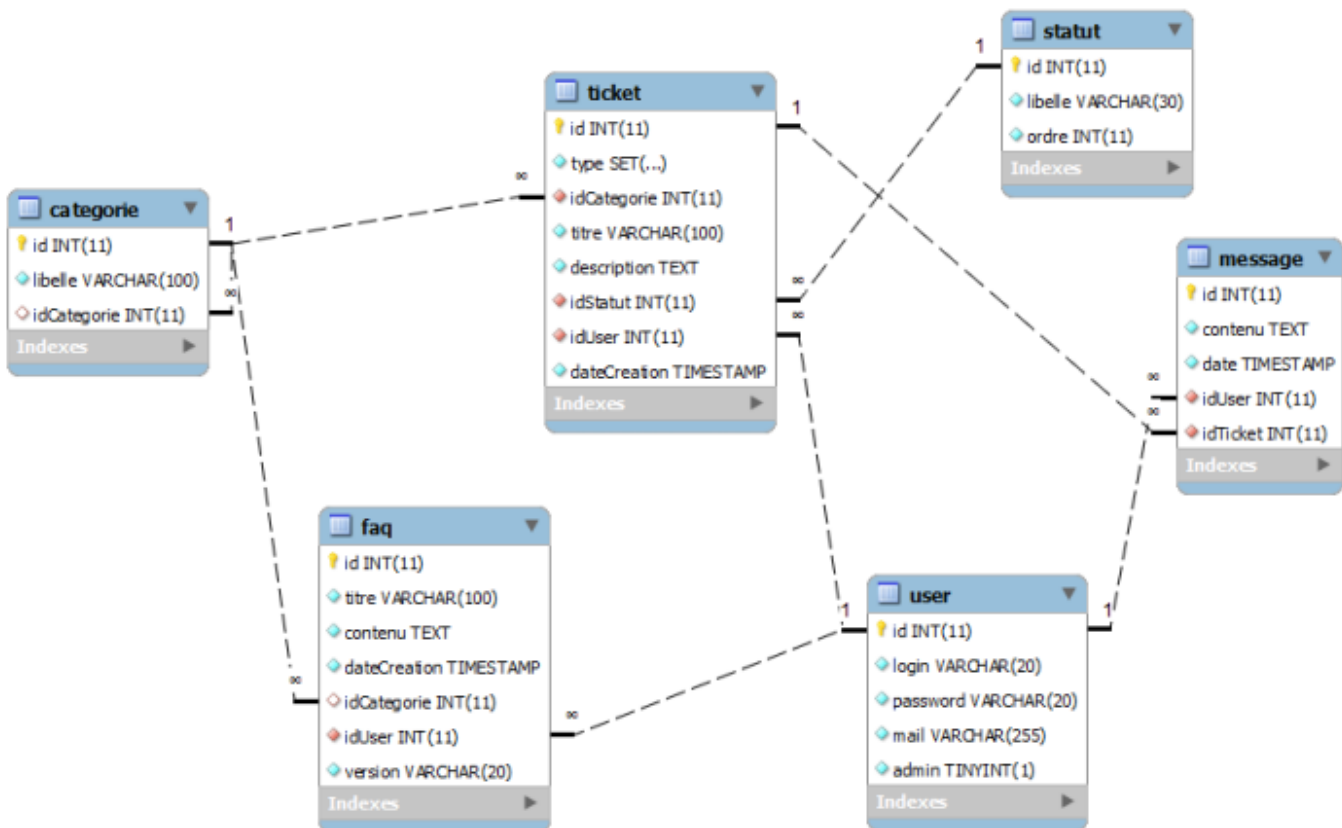 statut
id INT(11)
libelle VARCHAR(30)
ordre INT(11)
Indexes
1
ticket
id INT(11)
type SET(...)
idCategorie INT(11)
titre VARCHAR(100)
description TEXT
idStatut INT(11)
idUser INT(11)
dateCreation TIMESTAMP
Indexes
1
∞
∞
∞
categorie
id INT(11)
libelle VARCHAR(100)
idCategorie INT(11)
Indexes
1
∞
message
id INT(11)
contenu TEXT
date TIMESTAMP
idUser INT(11)
idTicket INT(11)
Indexes
∞
∞
faq
id INT(11)
titre VARCHAR(100)
contenu TEXT
dateCreation TIMESTAMP
idCategorie INT(11)
idUser INT(11)
version VARCHAR(20)
Indexes
∞
∞
user
id INT(11)
login VARCHAR(20)
password VARCHAR(20)
mail VARCHAR(255)
admin TINYINT(1)
Indexes
1
1